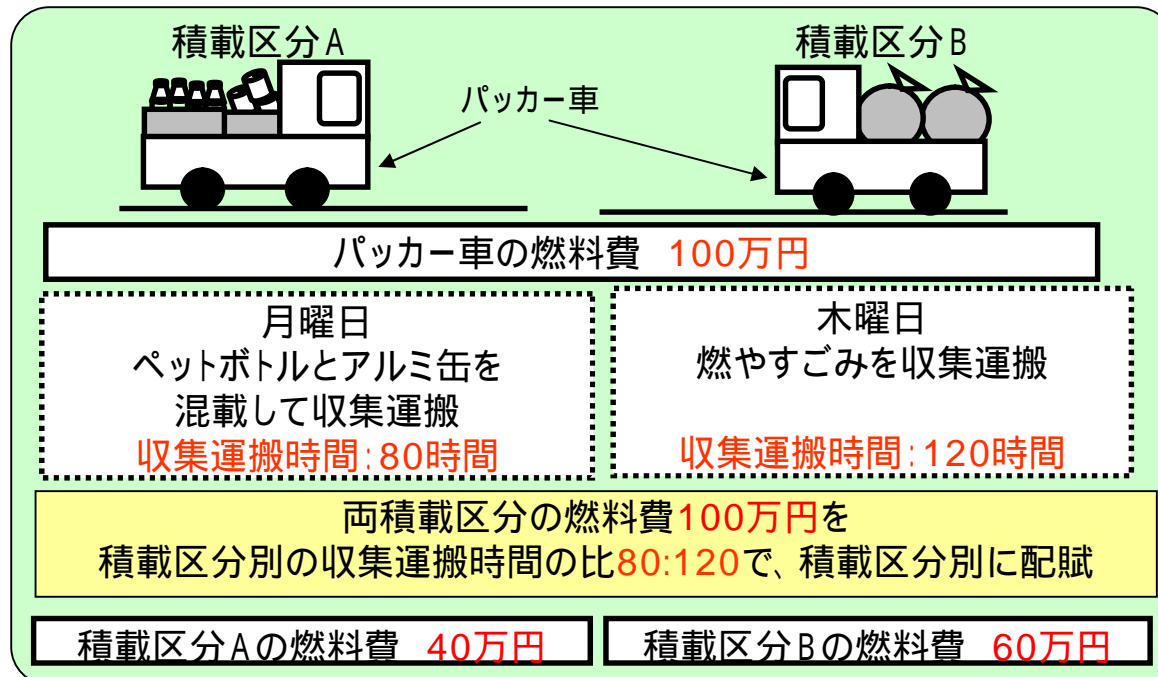 積載区分A
積載区分B
パッカー車
パッカー車の燃料費 100万円
月曜日
ペットボトルとアルミ缶を
混載して収集運搬
収集運搬時間:80時間
木曜日
燃やすごみを収集運搬
収集運搬時間:120時間
両積載区分の燃料費100万円を
積載区分別の収集運搬時間の比80:120で、積載区分別に配賦
積載区分Aの燃料費 40万円
積載区分Bの燃料費 60万円